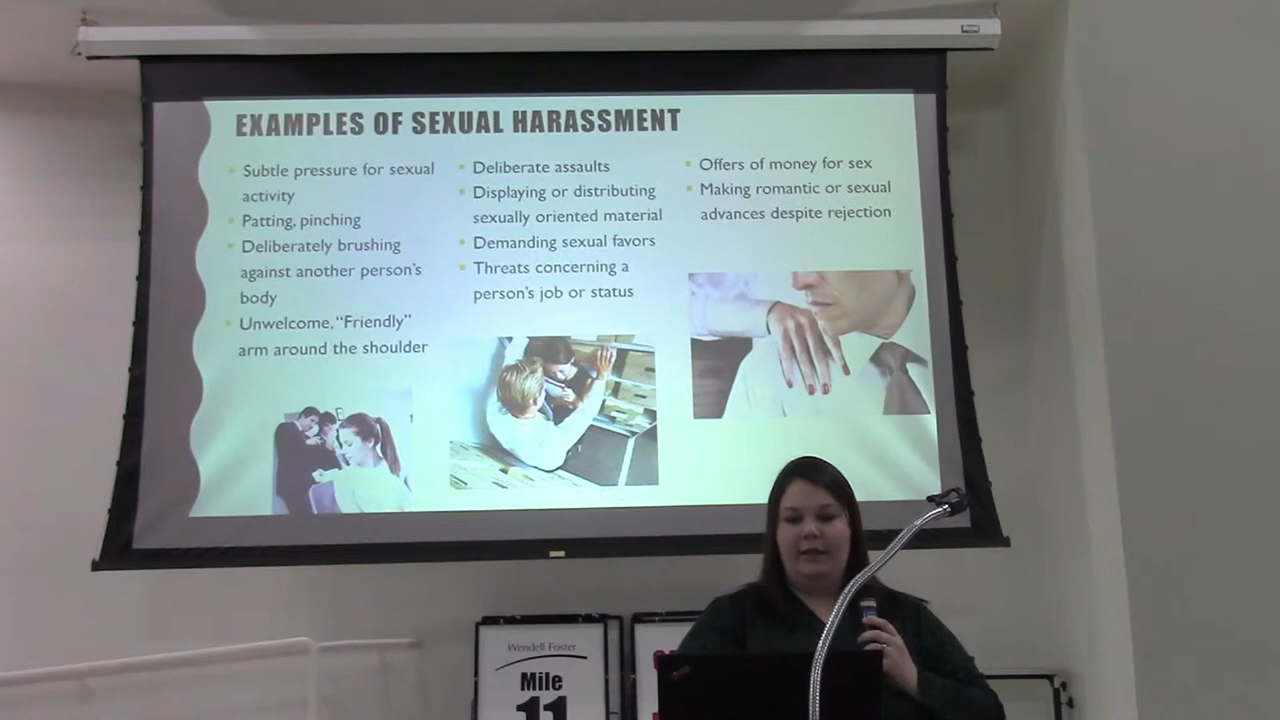 EXAMPLES OF SEXUAL HARASSMENT
Subtle pressure for sexual
activity
Patting, pinching
Deliberately brushing
against another person's
body
Unwelcome, “Friendly”
arm around the shoulder
Deliberate assaults
Displaying or distributing
sexually oriented material
Demanding sexual favors
Threats concerning a
person's job or status
Offers of money for sex
Making romantic or sexual
advances despite rejection
Wendell Foster
Mile
11